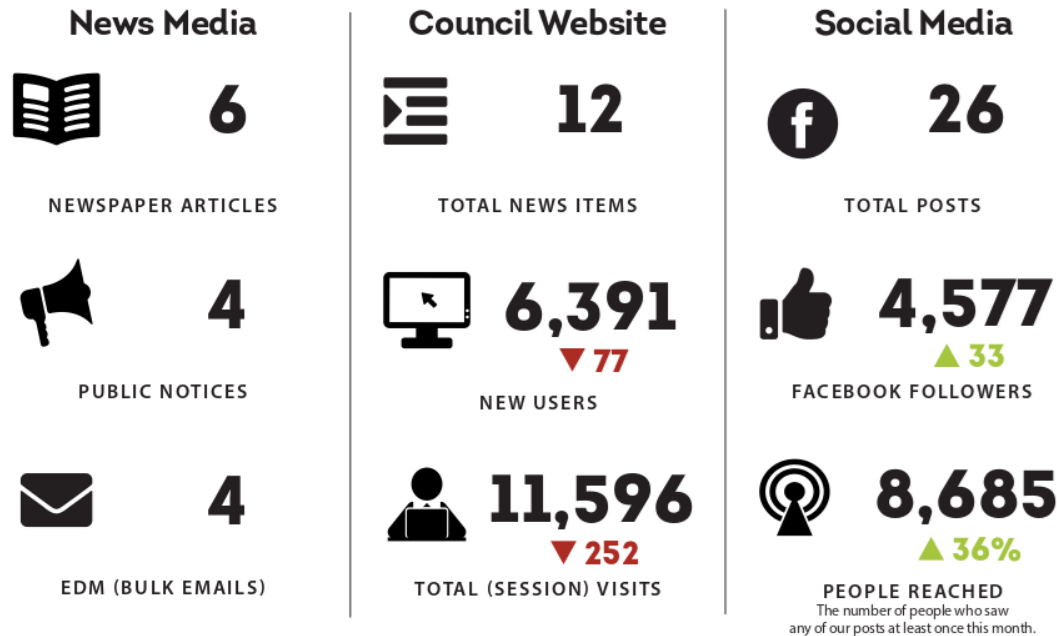 News Media
6
NEWSPAPER ARTICLES
4
PUBLIC NOTICES
4
EDM (BULK EMAILS)
Council Website
12
TOTAL NEWS ITEMS
6,391
▼ 77
NEW USERS
11,596
▼ 252
TOTAL (SESSION) VISITS
Social Media
f
26
TOTAL POSTS
4,577
▲ 33
FACEBOOK FOLLOWERS
8,685
▲ 36%
PEOPLE REACHED
The number of people who saw
any of our posts at least once this month.